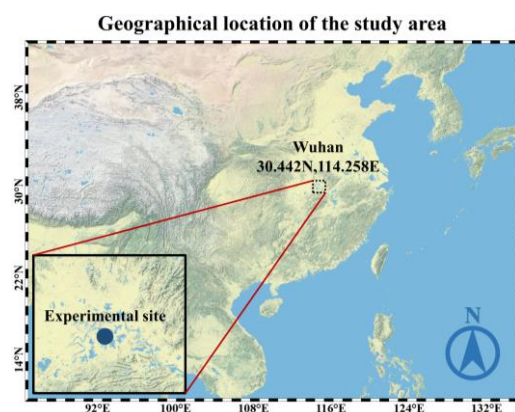 Geographical location of the study area
38°N
Wuhan
30.442N,114.258E
30°N
22°N
Experimental site
N
14°N
92°E
100°E
108°E
116°E
124°E
132°E